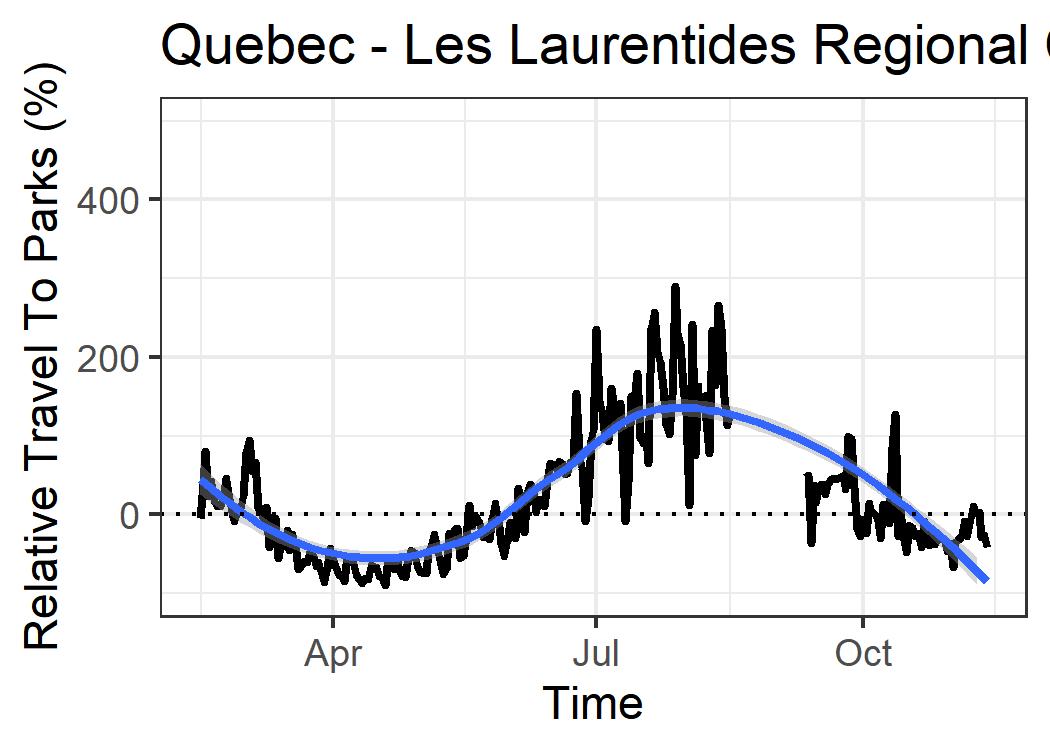 Quebec - Les Laurentides Regional
Relative Travel To Parks (%)
400
200
0
Apr Jul Oct
Time